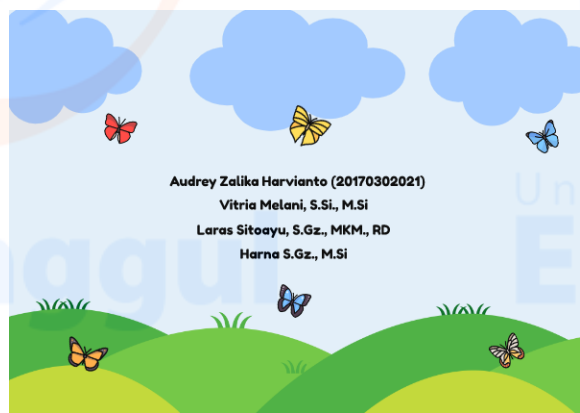 Audrey Zalika Harvianto (20170302021)
Vitria Melani, S.Si., M.Si
Laras Sitoayu, S.Gz., MKM., RD
Harna S.Gz., M.Si